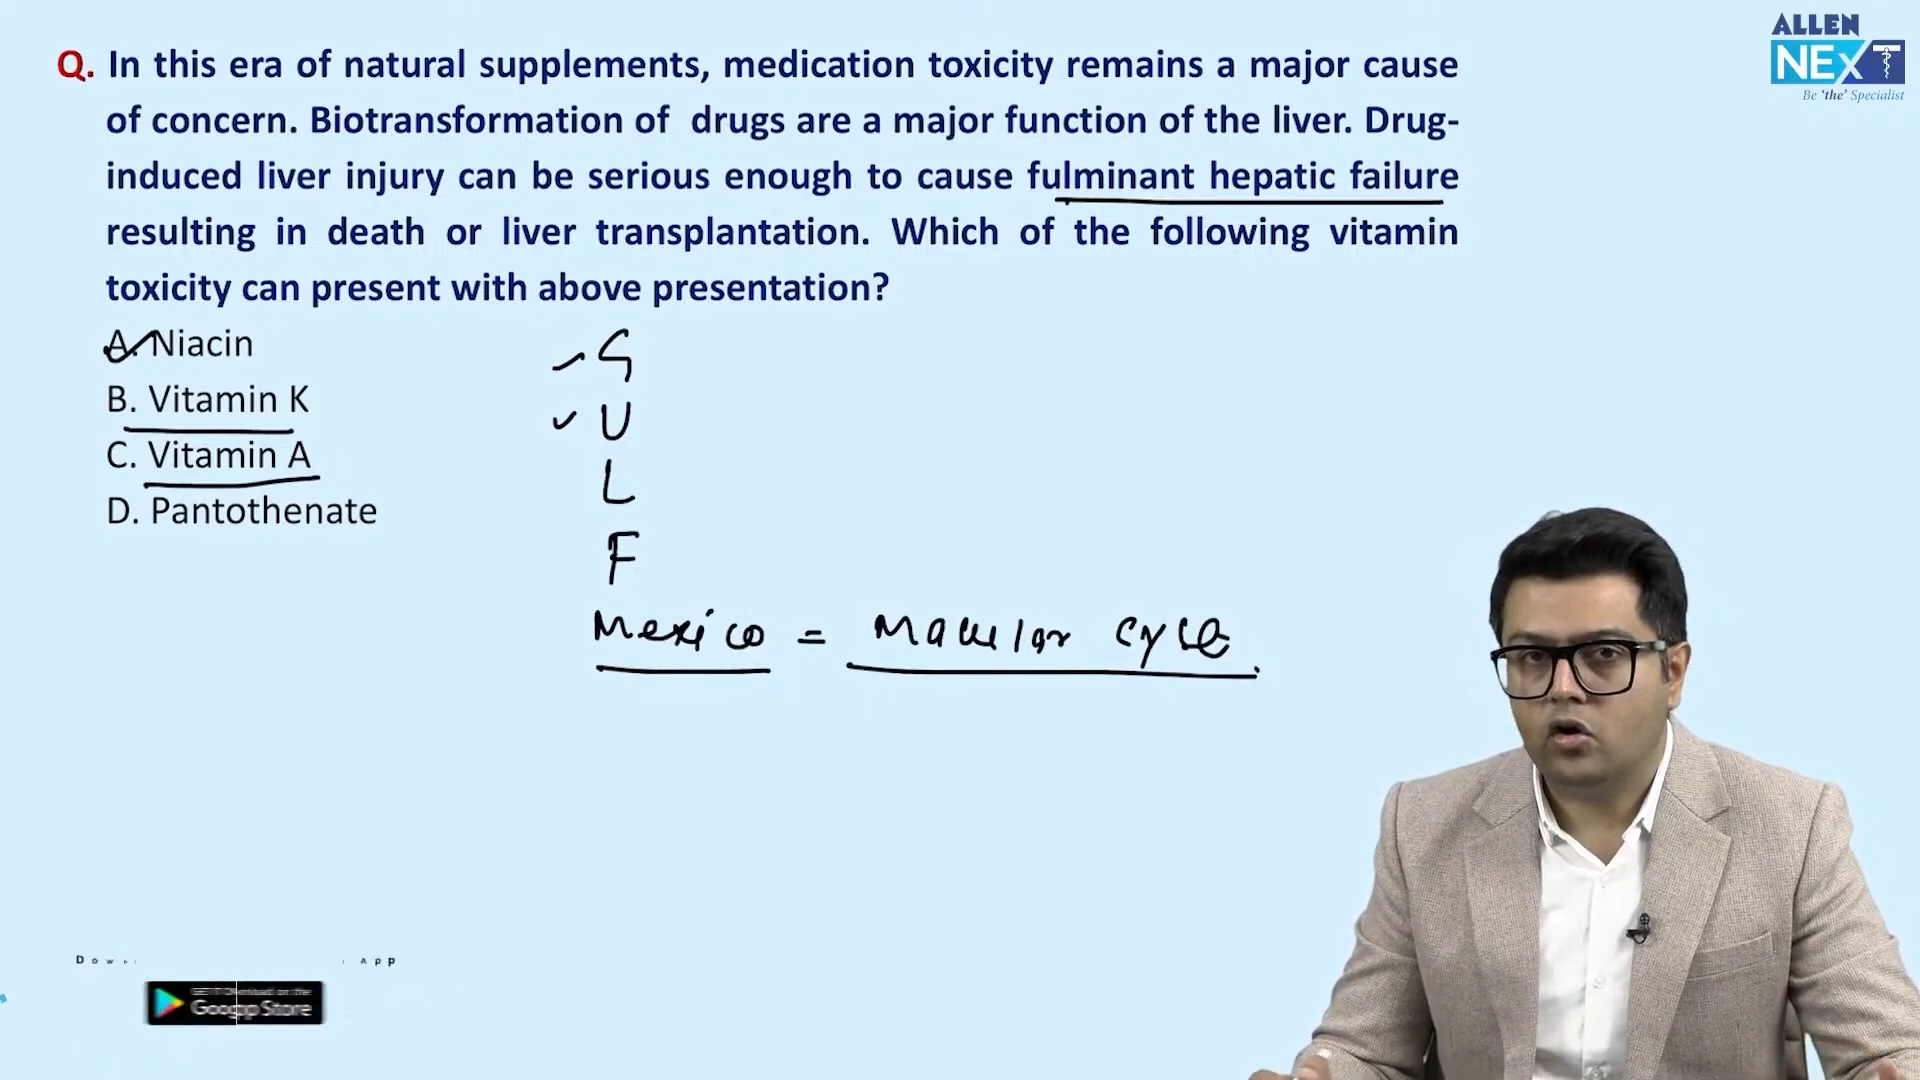 Q. In this era of natural supplements, medication toxicity remains a major cause
of concern. Biotransformation of drugs are a major function of the liver. Drug-
induced liver injury can be serious enough to cause fulminant hepatic failure
resulting in death or liver transplantation. Which of the following vitamin
toxicity can present with above presentation?
A. Niacin
B. Vitamin K
C. Vitamin A
D. Pantothenate
G
U
L
F
Mexico = Macular cycle
ALLEN
NEXT
Be 'the' Specialist
App